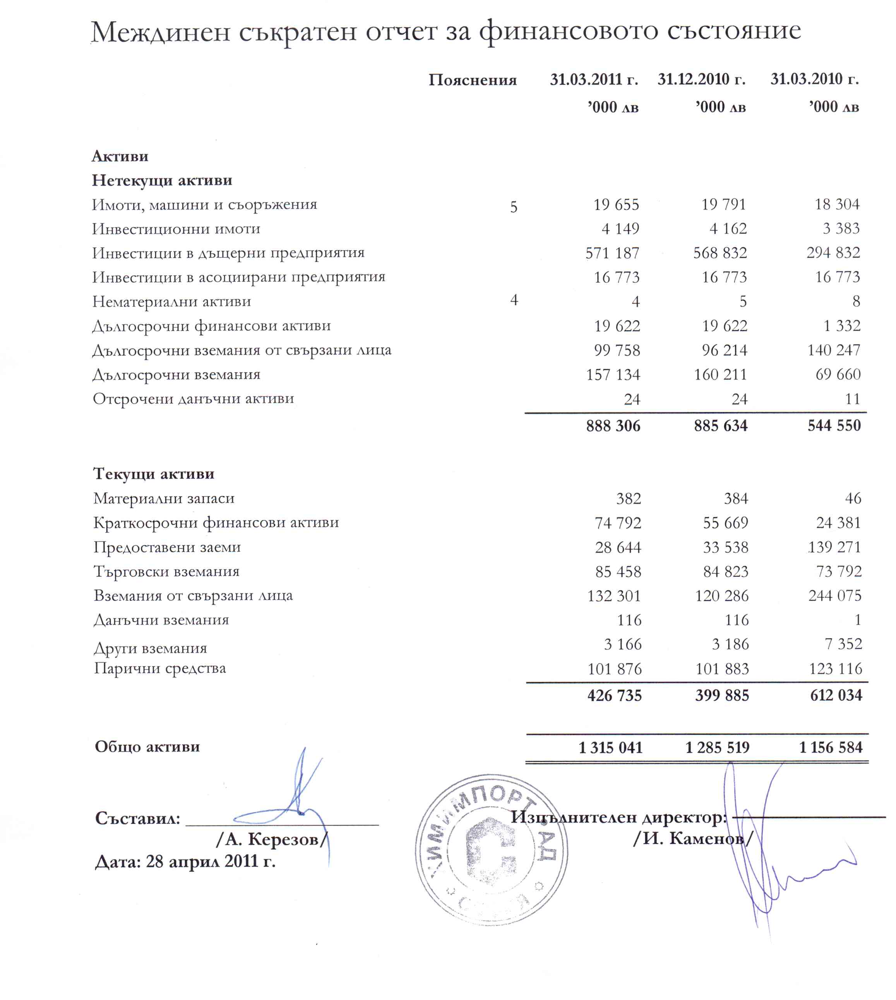 Междинен съкратен отчет за финансовото състояние
Пояснения 31.03.2011 г. 31.12.2010 г. 31.03.2010 г.
’000 лв ’000 лв ’000 лв
Активи
Нетекущи активи
Имоти, машини и съоръжения 5 19 655 19 791 18 304
Инвестиционни имоти 4 149 4 162 3 383
Инвестиции в дъщерни предприятия 571 187 568 832 294 832
Инвестиции в асоциирани предприятия 16 773 16 773 16 773
Нематериални активи 4 4 5 8
Дългосрочни финансови активи 19 622 19 622 1 332
Дългосрочни вземания от свързани лица 99 758 96 214 140 247
Дългосрочни вземания 157 134 160 211 69 660
Отсрочени данъчни активи 24 24 11
888 306 885 634 544 550
Текущи активи
Материални запаси 382 384 46
Краткосрочни финансови активи 74 792 55 669 24 381
Предоставени заеми 28 644 33 538 139 271
Търговски вземания 85 458 84 823 73 792
Вземания от свързани лица 132 301 120 286 244 075
Данъчни вземания 116 116 1
Други вземания 3 166 3 186 7 352
Парични средства 101 876 101 883 123 116
426 735 399 885 612 034
Общо активи 1 315 041 1 285 519 1 156 584
Съставил: Изпълнителен директор:
/А. Керезов/ /И. Каменов/
Дата: 28 април 2011 г.
ХИМИМПОРТ АД